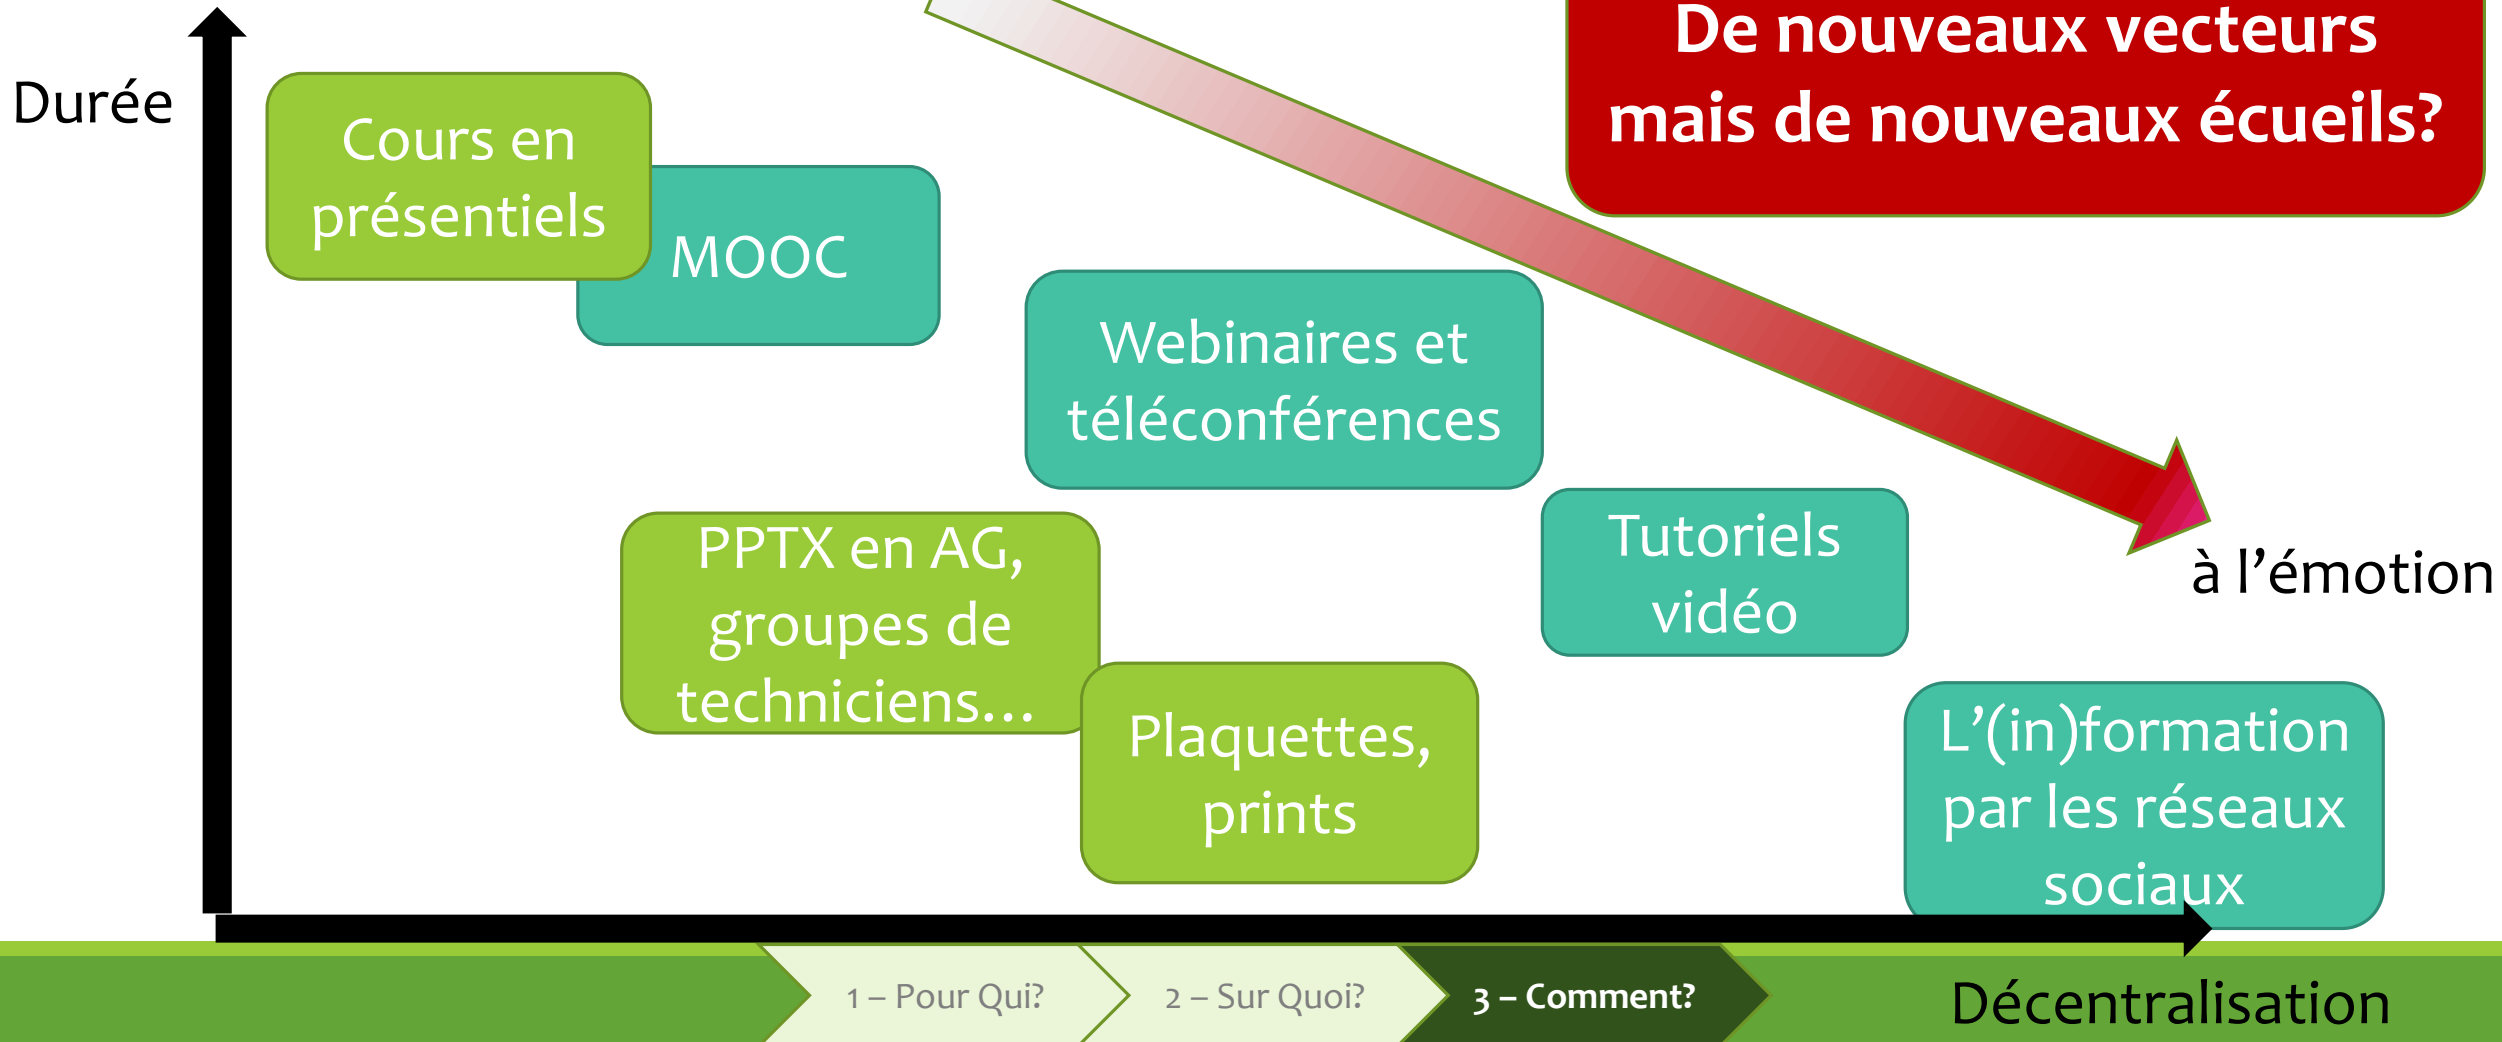 De nouveaux vecteurs
mais de nouveaux écueils?
Durée
Cours en
présentiels
MOOC
Webinaires et
téléconférences
Tutoriels
vidéo
à l’émotion
PPTX en AG,
groupes de
techniciens…
Plaquettes,
prints
L’(in)formation
par les réseaux
sociaux
1 – Pour Qui?
2 – Sur Quoi?
3 – Comment?
Décentralisation